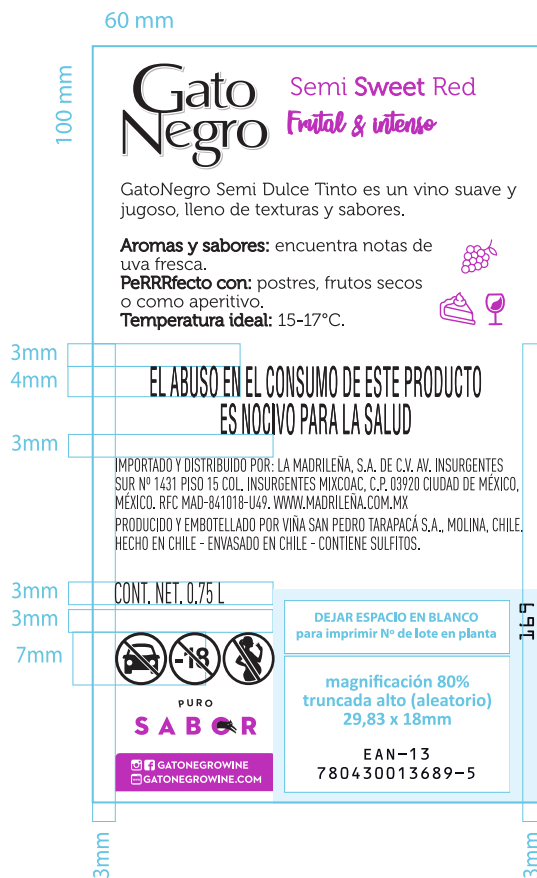 60 mm
100 mm
Gato
Negro
Semi Sweet Red
Frutal & intenso
GatoNegro Semi Dulce Tinto es un vino suave y
jugoso, lleno de texturas y sabores.
Aromas y sabores: encuentra notas de
uva fresca.
PeRRRfecto con: postres, frutos secos
o como aperitivo.
Temperatura ideal: 15-17°C.
3mm
4mm
EL ABUSO EN EL CONSUMO DE ESTE PRODUCTO
ES NOCIVO PARA LA SALUD
3mm
IMPORTADO Y DISTRIBUIDO POR: LA MADRILEÑA, S.A. DE C.V. AV. INSURGENTES
SUR Nº 1431 PISO 15 COL. INSURGENTES MIXCOAC, C.P. 03920 CIUDAD DE MÉXICO,
MÉXICO. RFC MAD-841018-U49. WWW.MADRILEÑA.COM.MX
PRODUCIDO Y EMBOTELLADO POR VIÑA SAN PEDRO TARAPACÁ S.A., MOLINA, CHILE.
HECHO EN CHILE - ENVASADO EN CHILE - CONTIENE SULFITOS.
3mm
CONT. NET. 0.75 L
3mm
7mm
-18
DEJAR ESPACIO EN BLANCO
para imprimir Nº de lote en planta
169
magnificación 80%
truncada alto (aleatorio)
29,83 x 18mm
EAN-13
780430013689-5
PURO
SABOR
GATONEGROWINE
GATONEGROWINE.COM
3mm
3mm